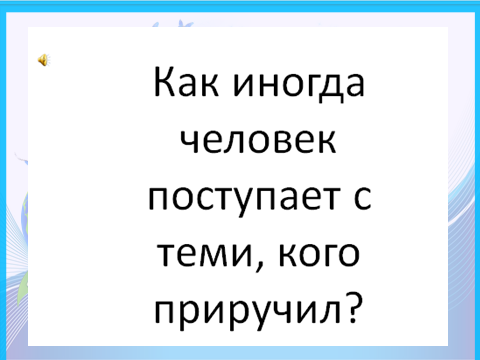 Как иногда
человек
поступает с
теми, кого
приручил?